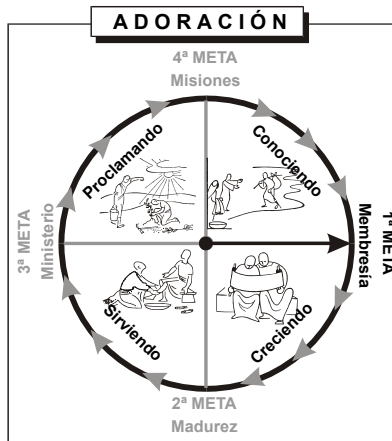 ADORACIÓN
4ª META
Misiones
Proclamando
Conociendo
3ª META
Ministerio
1ª META
Membresía
Sirviendo
Creciendo
2ª META
Madurez